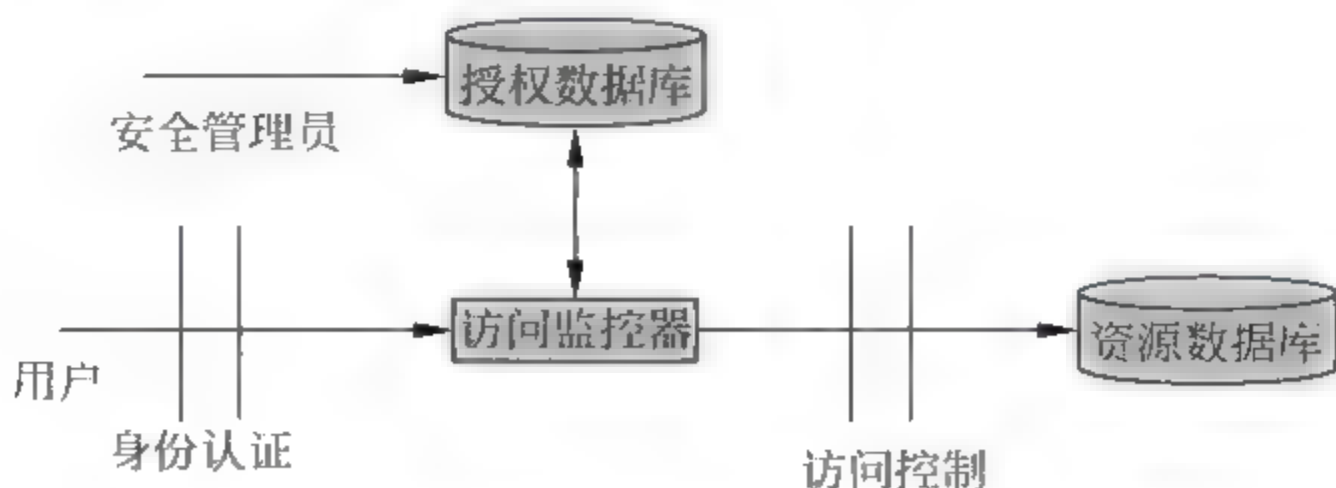 授权数据库
安全管理员
访问监控器
资源数据库
用户
身份认证
访问控制